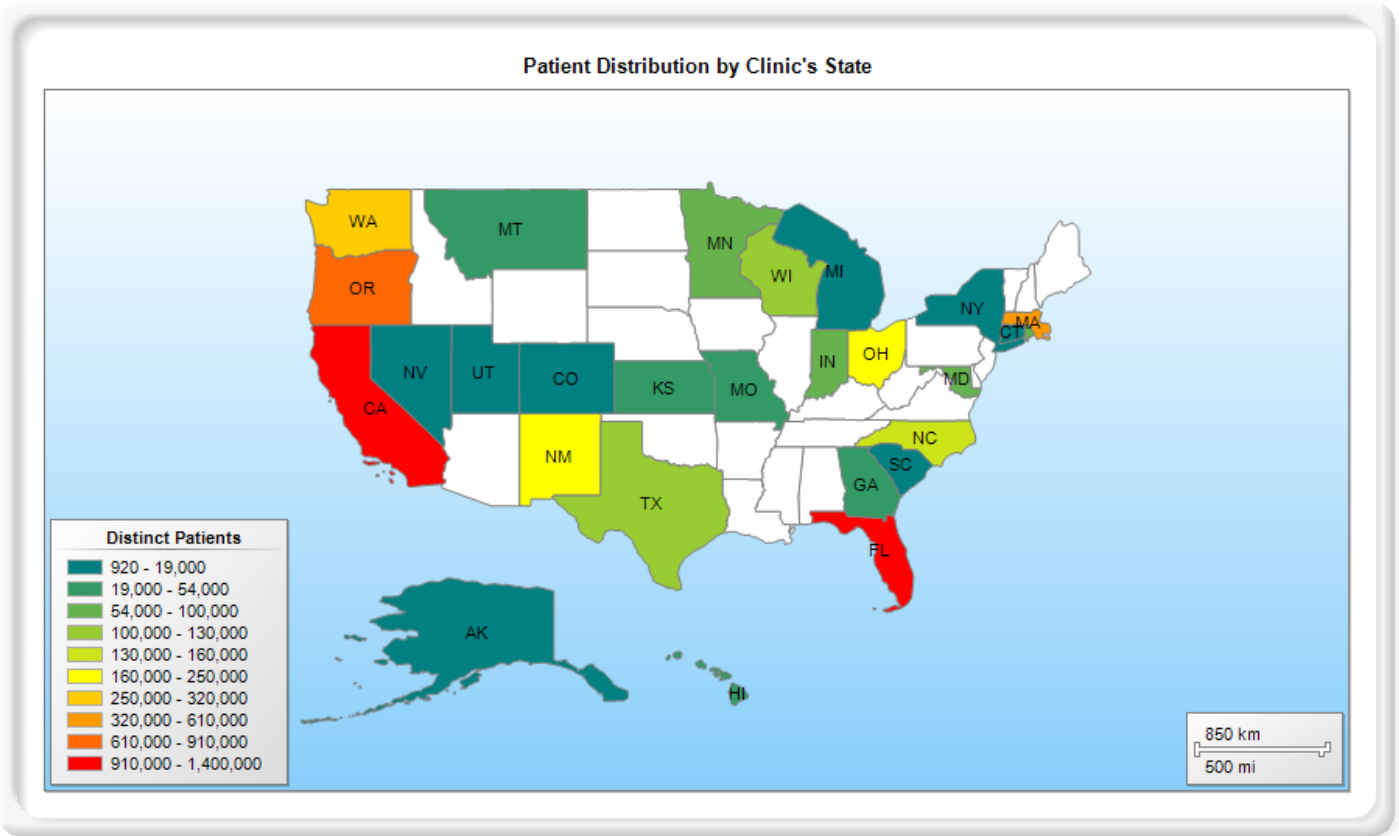 Patient Distribution by Clinic's State
WA
MT
MN
OR
WI
MI
NY
MA
CT
NV
UT
CO
KS
MO
IN
OH
MD
CA
NM
TX
NC
SC
GA
FL
AK
HI
Distinct Patients
920 - 19,000
19,000 - 54,000
54,000 - 100,000
100,000 - 130,000
130,000 - 160,000
160,000 - 250,000
250,000 - 320,000
320,000 - 610,000
610,000 - 910,000
910,000 - 1,400,000
850 km
500 mi